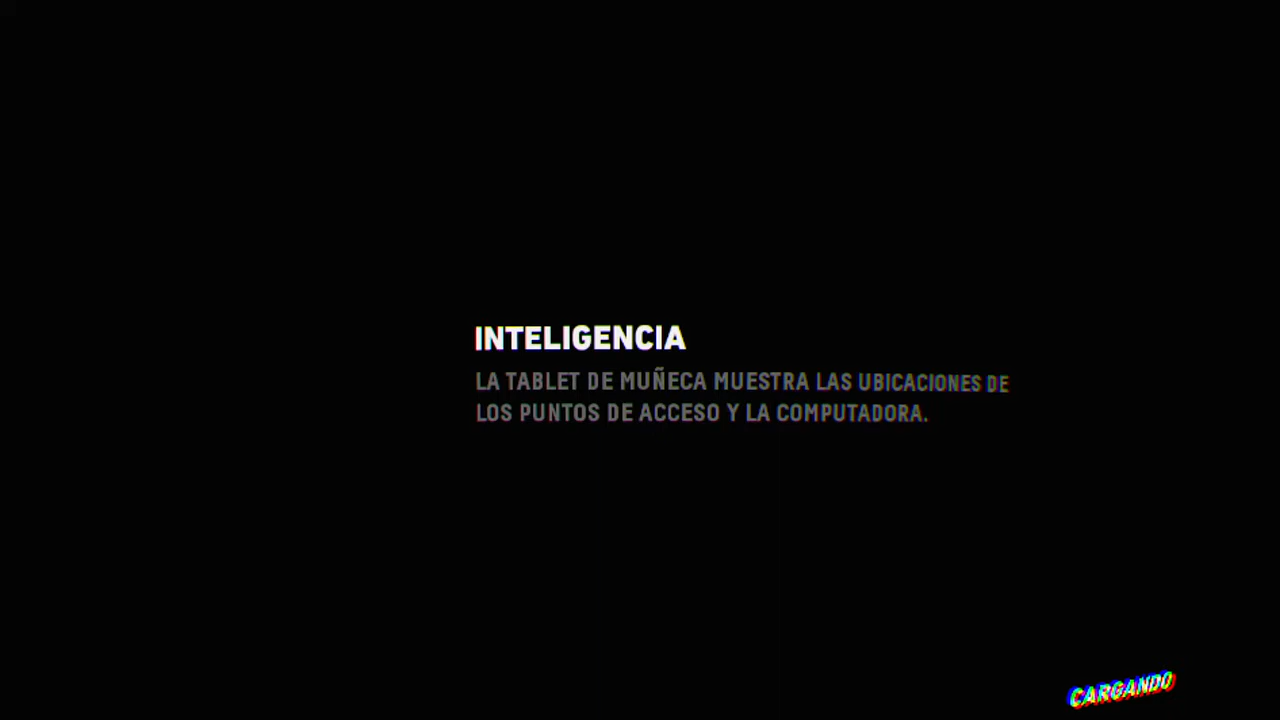 INTELIGENCIA
LA TABLET DE MUÑECA MUESTRA LAS UBICACIONES DE
LOS PUNTOS DE ACCESO Y LA COMPUTADORA.
CARGANDO